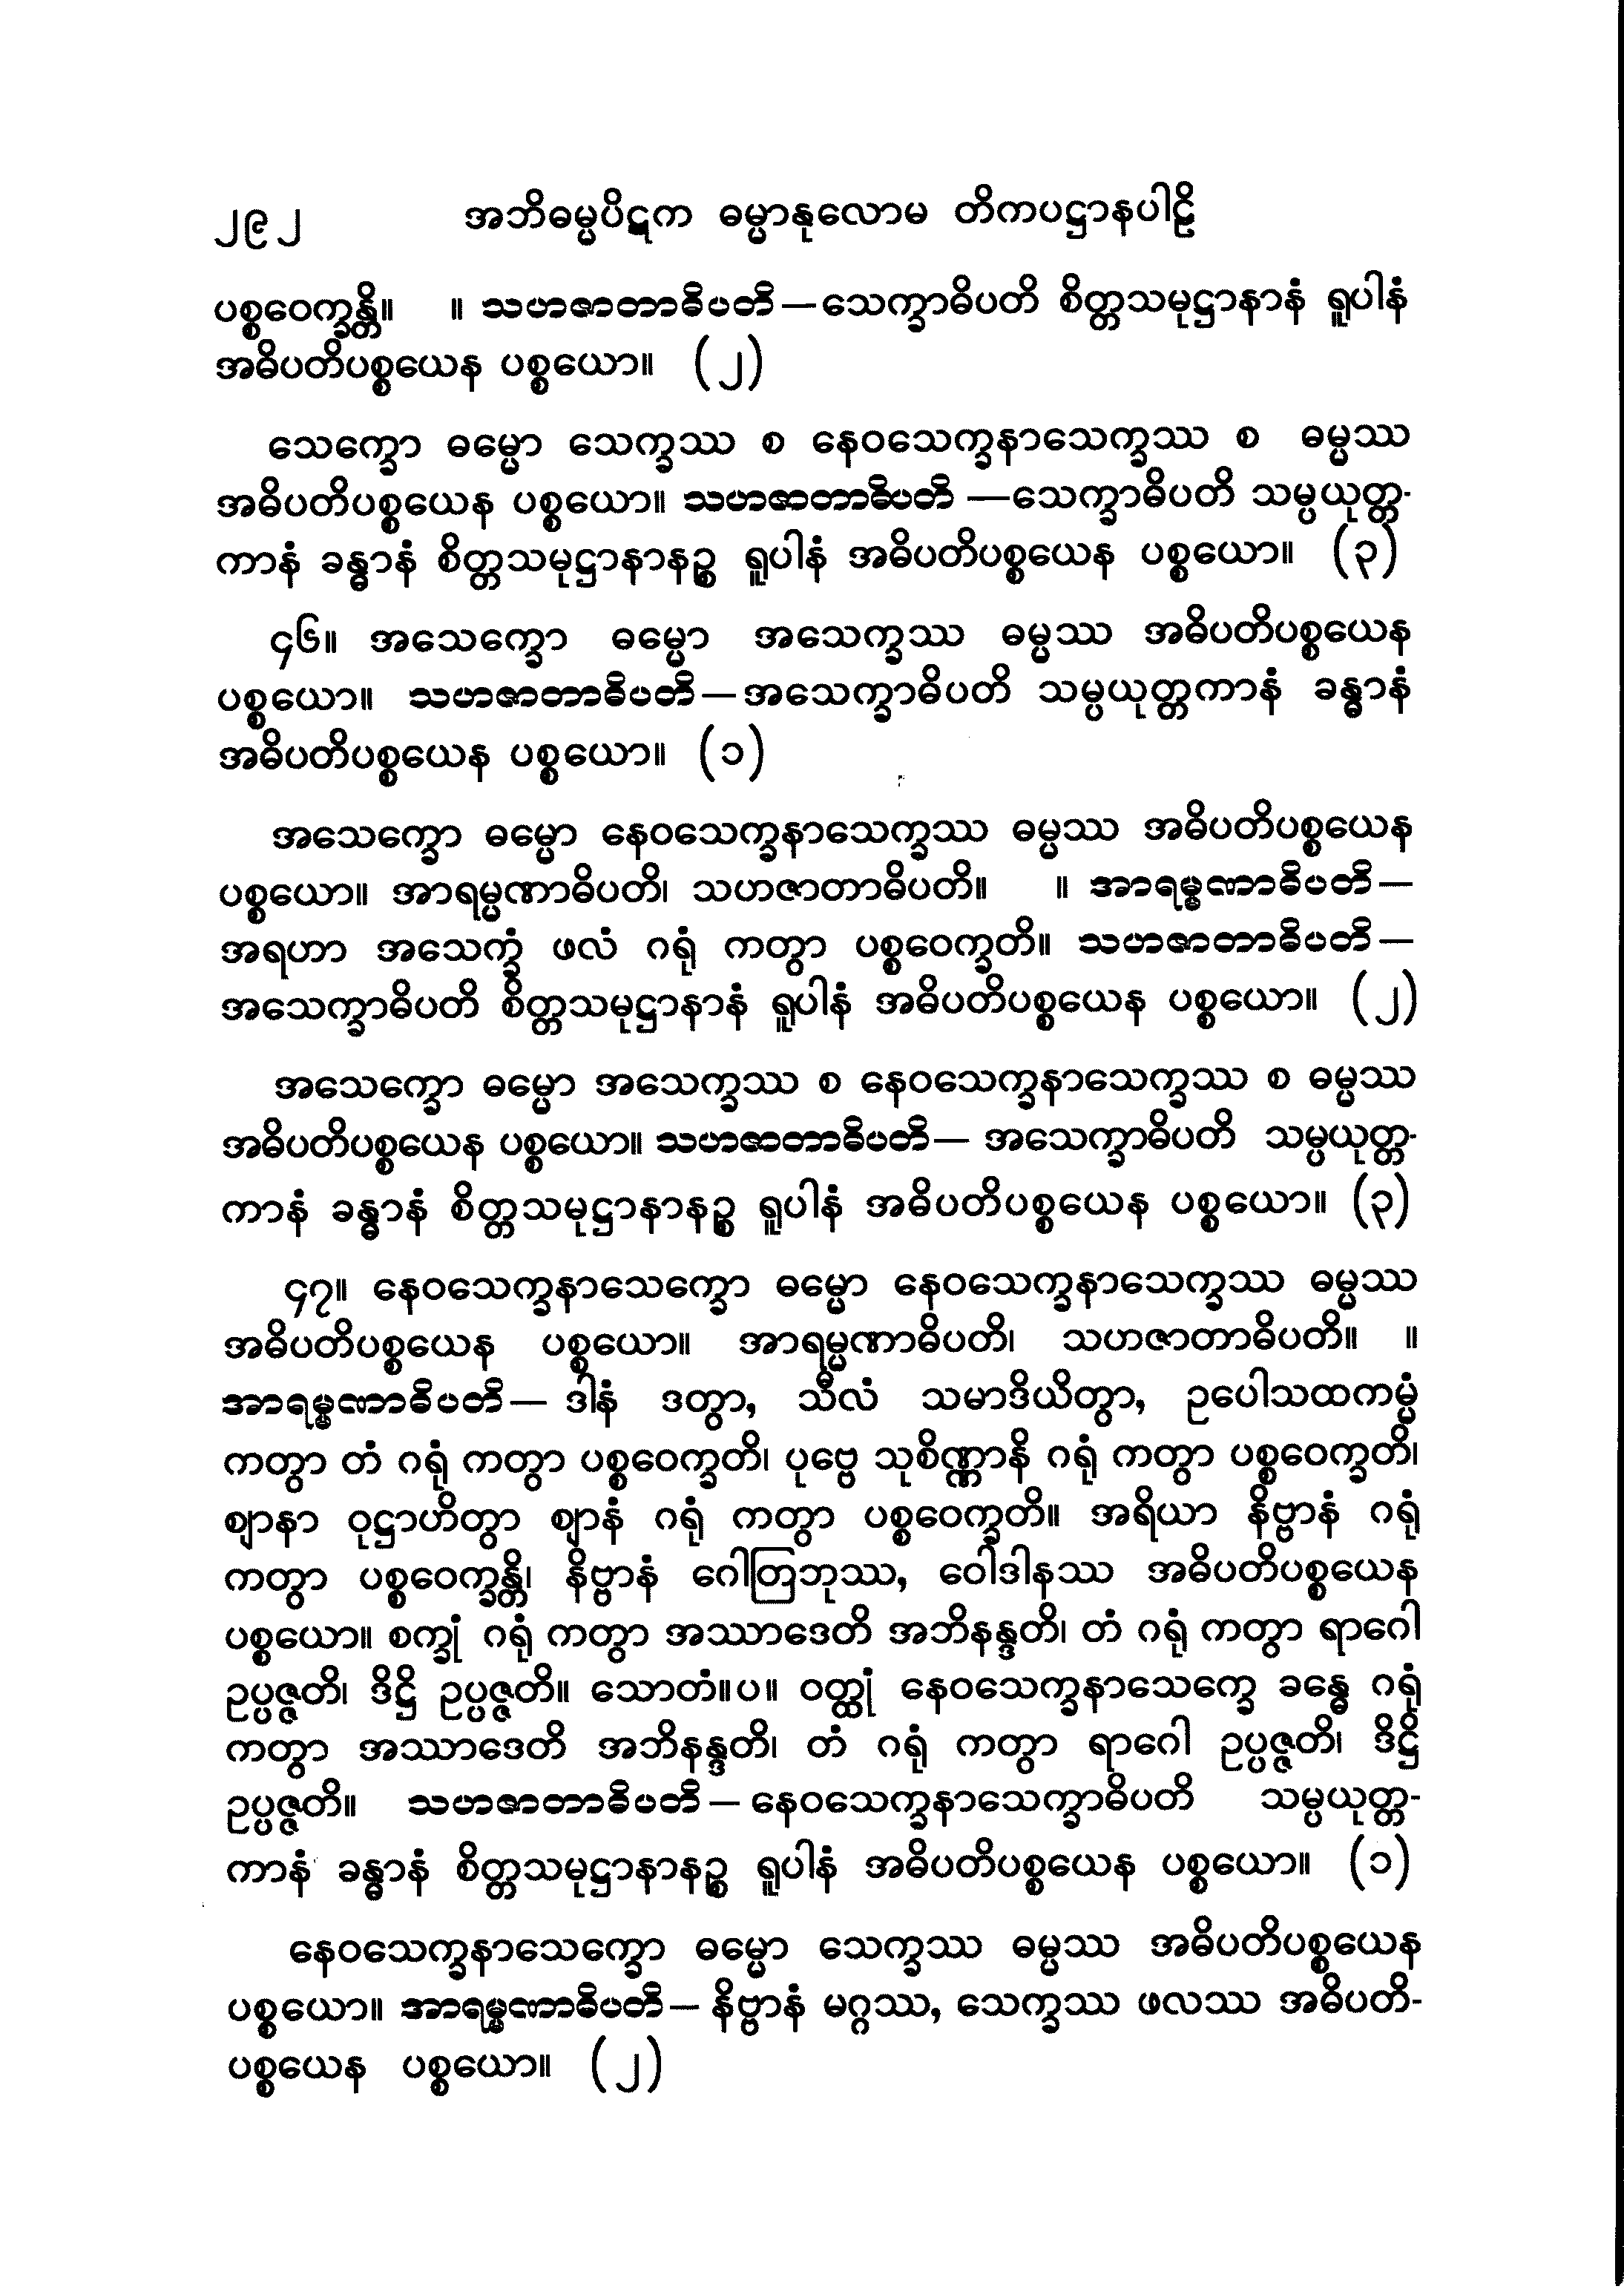 ၂၉၂ အဘိဓမ္မပိဋက ဓမ္မာနုလောမ တိကပဋ္ဌာနပါဠိ
ပစ္စဝေက္ခန္တိ။ ။ သဟဇာတာဓိပတိ—သေက္ခာဓိပတိ စိတ္တသမုဋ္ဌာနာနံ ရူပါနံ
အဓိပတိပစ္စယေန ပစ္စယော။ (၂)
သေက္ခော ဓမ္မော သေက္ခဿ စ နေဝသေက္ခနာသေက္ခဿ စ ဓမ္မဿ
အဓိပတိပစ္စယေန ပစ္စယော။ သဟဇာတာဓိပတိ —သေက္ခာဓိပတိ သမ္ပယုတ္တ-
ကာနံ ခန္ဓာနံ စိတ္တသမုဋ္ဌာနာနဉ္စ ရူပါနံ အဓိပတိပစ္စယေန ပစ္စယော။ (၃)
၄၆။ အသေက္ခော ဓမ္မော အသေက္ခဿ ဓမ္မဿ အဓိပတိပစ္စယေန
ပစ္စယော။ သဟဇာတာဓိပတိ—အသေက္ခာဓိပတိ သမ္ပယုတ္တကာနံ ခန္ဓာနံ
အဓိပတိပစ္စယေန ပစ္စယော။ (၁)
အသေက္ခော ဓမ္မော နေဝသေက္ခနာသေက္ခဿ ဓမ္မဿ အဓိပတိပစ္စယေန
ပစ္စယော။ အာရမ္မဏာဓိပတိ၊ သဟဇာတာဓိပတိ။ ။ အာရမ္မဏာဓိပတိ—
အရဟာ အသေက္ခံ ဖလံ ဂရုံ ကတွာ ပစ္စဝေက္ခတိ။ သဟဇာတာဓိပတိ—
အသေက္ခာဓိပတိ စိတ္တသမုဋ္ဌာနာနံ ရူပါနံ အဓိပတိပစ္စယေန ပစ္စယော။ (၂)
အသေက္ခော ဓမ္မော အသေက္ခဿ စ နေဝသေက္ခနာသေက္ခဿ စ ဓမ္မဿ
အဓိပတိပစ္စယေန ပစ္စယော။ သဟဇာတာဓိပတိ— အသေက္ခာဓိပတိ သမ္ပယုတ္တ-
ကာနံ ခန္ဓာနံ စိတ္တသမုဋ္ဌာနာနဉ္စ ရူပါနံ အဓိပတိပစ္စယေန ပစ္စယော။ (၃)
၄၇။ နေဝသေက္ခနာသေက္ခော ဓမ္မော နေဝသေက္ခနာသေက္ခဿ ဓမ္မဿ
အဓိပတိပစ္စယေန ပစ္စယော။ အာရမ္မဏာဓိပတိ၊ သဟဇာတာဓိပတိ။ ။
အာရမ္မဏာဓိပတိ— ဒါနံ ဒတွာ, သီလံ သမာဒိယိတွာ, ဥပေါသထကမ္မံ
ကတွာ တံ ဂရုံ ကတွာ ပစ္စဝေက္ခတိ၊ ပုဗ္ဗေ သုစိဏ္ဏာနိ ဂရုံ ကတွာ ပစ္စဝေက္ခတိ၊
ဈာနာ ဝုဋ္ဌာဟိတွာ ဈာနံ ဂရုံ ကတွာ ပစ္စဝေက္ခတိ။ အရိယာ နိဗ္ဗာနံ ဂရုံ
ကတွာ ပစ္စဝေက္ခန္တိ၊ နိဗ္ဗာနံ ဂေါတြဘုဿ, ဝေါဒါနဿ အဓိပတိပစ္စယေန
ပစ္စယော။ စက္ခုံ ဂရုံ ကတွာ အဿာဒေတိ အဘိနန္ဒတိ၊ တံ ဂရုံ ကတွာ ရာဂေါ
ဥပ္ပဇ္ဇတိ၊ ဒိဋ္ဌိ ဥပ္ပဇ္ဇတိ။ သောတံ။ပ။ ဝတ္ထုံ နေဝသေက္ခနာသေက္ခေ ခန္ဓေ ဂရုံ
ကတွာ အဿာဒေတိ အဘိနန္ဒတိ၊ တံ ဂရုံ ကတွာ ရာဂေါ ဥပ္ပဇ္ဇတိ၊ ဒိဋ္ဌိ
ဥပ္ပဇ္ဇတိ။ သဟဇာတာဓိပတိ—နေဝသေက္ခနာသေက္ခာဓိပတိ သမ္ပယုတ္တ-
ကာနံ ခန္ဓာနံ စိတ္တသမုဋ္ဌာနာနဉ္စ ရူပါနံ အဓိပတိပစ္စယေန ပစ္စယော။ (၁)
နေဝသေက္ခနာသေက္ခော ဓမ္မော သေက္ခဿ ဓမ္မဿ အဓိပတိပစ္စယေန
ပစ္စယော။ အာရမ္မဏာဓိပတိ— နိဗ္ဗာနံ မဂ္ဂဿ, သေက္ခဿ ဖလဿ အဓိပတိ-
ပစ္စယေန ပစ္စယော။ (၂)